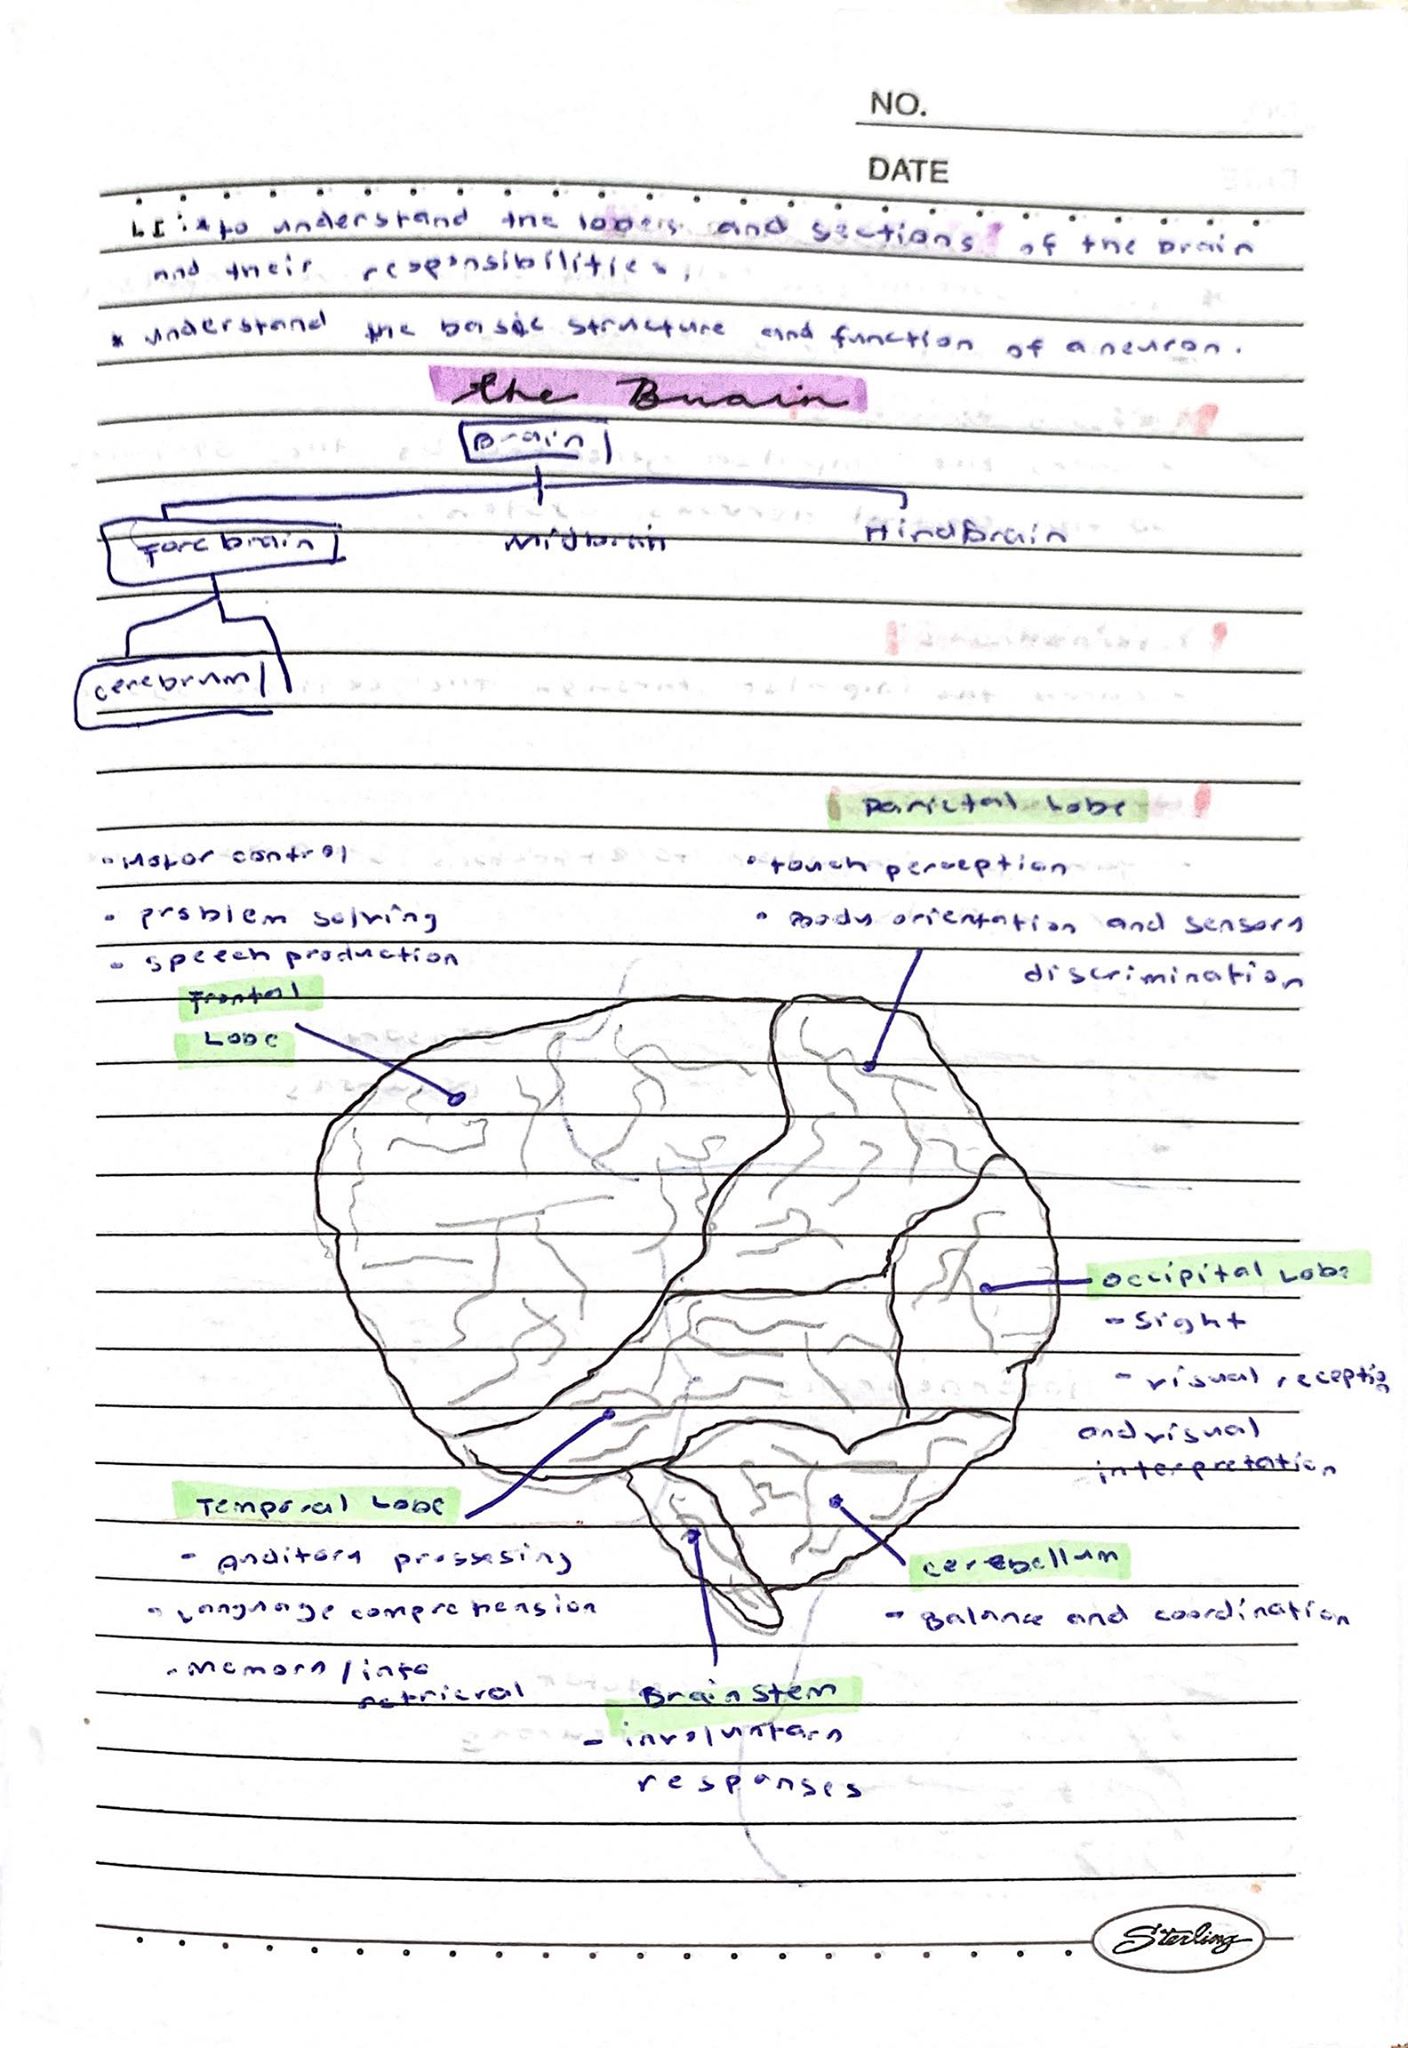 NO.
DATE
LI: * to understand the lobes and sections of the brain
and their responsibilities.
* understand the basic structure and function of a neuron.
the Brain
Brain
Forebrain Midbrain HindBrain
Cerebrum
Parietal Lobe
- Motor control
- problem solving
- speech production
Frontal
Lobe
- touch perception
- Body orientation and sensory
discrimination
Occipital Lobe
- sight
- visual receptio
and visual
interpretation
Temporal Lobe
- Auditory prossesing
- Language comprehension
- Memory / info
retrieval
Cerebellum
- Balance and coordination
Brain Stem
- involuntary
responses
Sterling